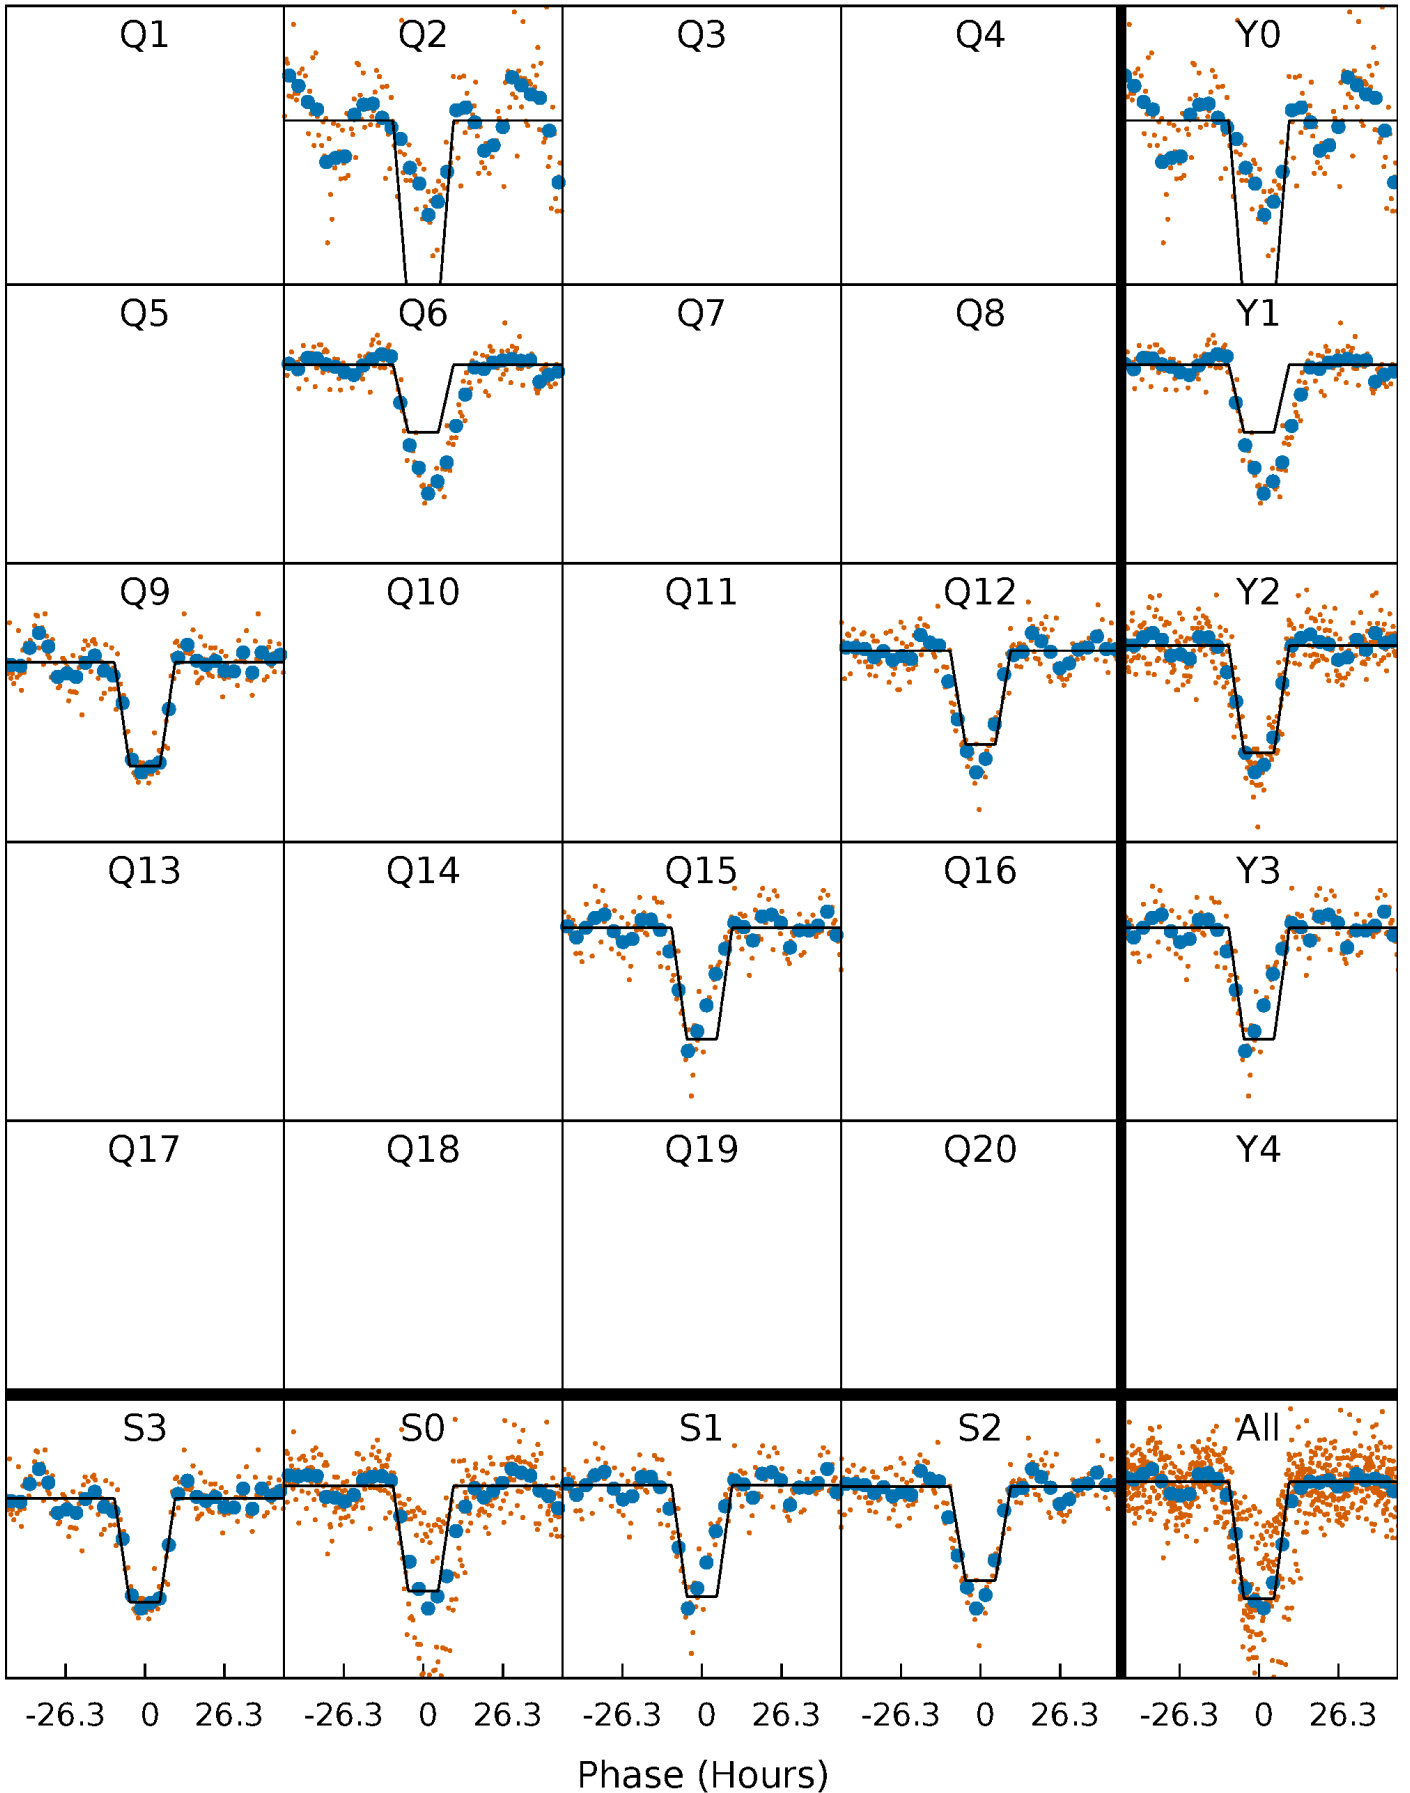 Q1 Q2 Q3 Q4 Y0
Q5 Q6 Q7 Q8 Y1
Q9 Q10 Q11 Q12 Y2
Q13 Q14 Q15 Q16 Y3
Q17 Q18 Q19 Q20 Y4
S3 S0 S1 S2 All
-26.3 0 26.3 -26.3 0 26.3 -26.3 0 26.3 -26.3 0 26.3 -26.3 0 26.3
Phase (Hours)